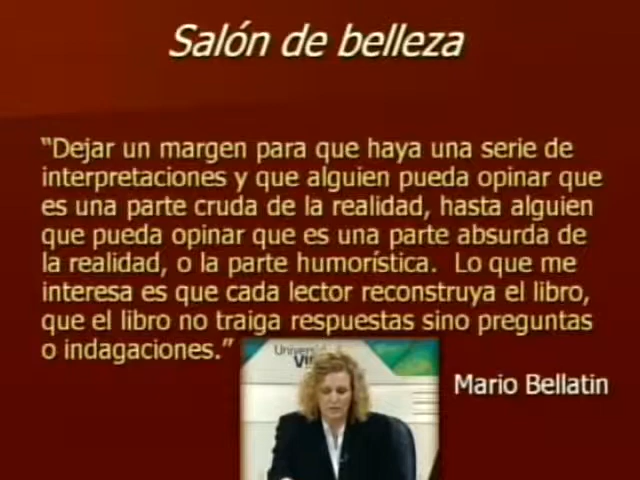 Salón de belleza
“Dejar un margen para que haya una serie de
interpretaciones y que alguien pueda opinar que
es una parte cruda de la realidad, hasta alguien
que pueda opinar que es una parte absurda de
la realidad, o la parte humorística.  Lo que me
interesa es que cada lector reconstruya el libro,
que el libro no traiga respuestas sino preguntas
o indagaciones.”
Mario Bellatin